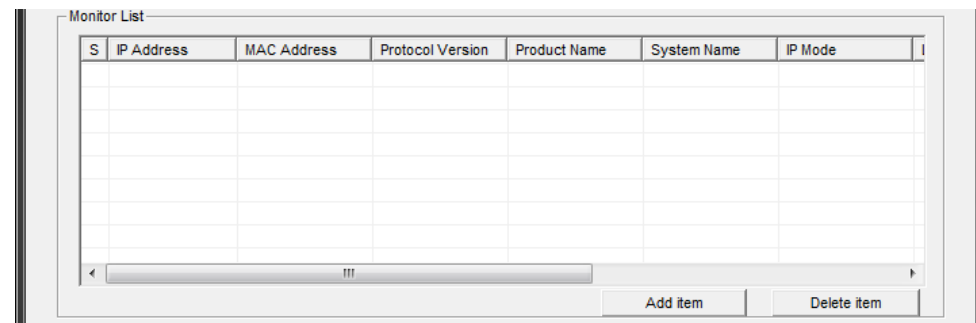 Monitor List
S IP Address MAC Address Protocol Version Product Name System Name IP Mode
Add item Delete item